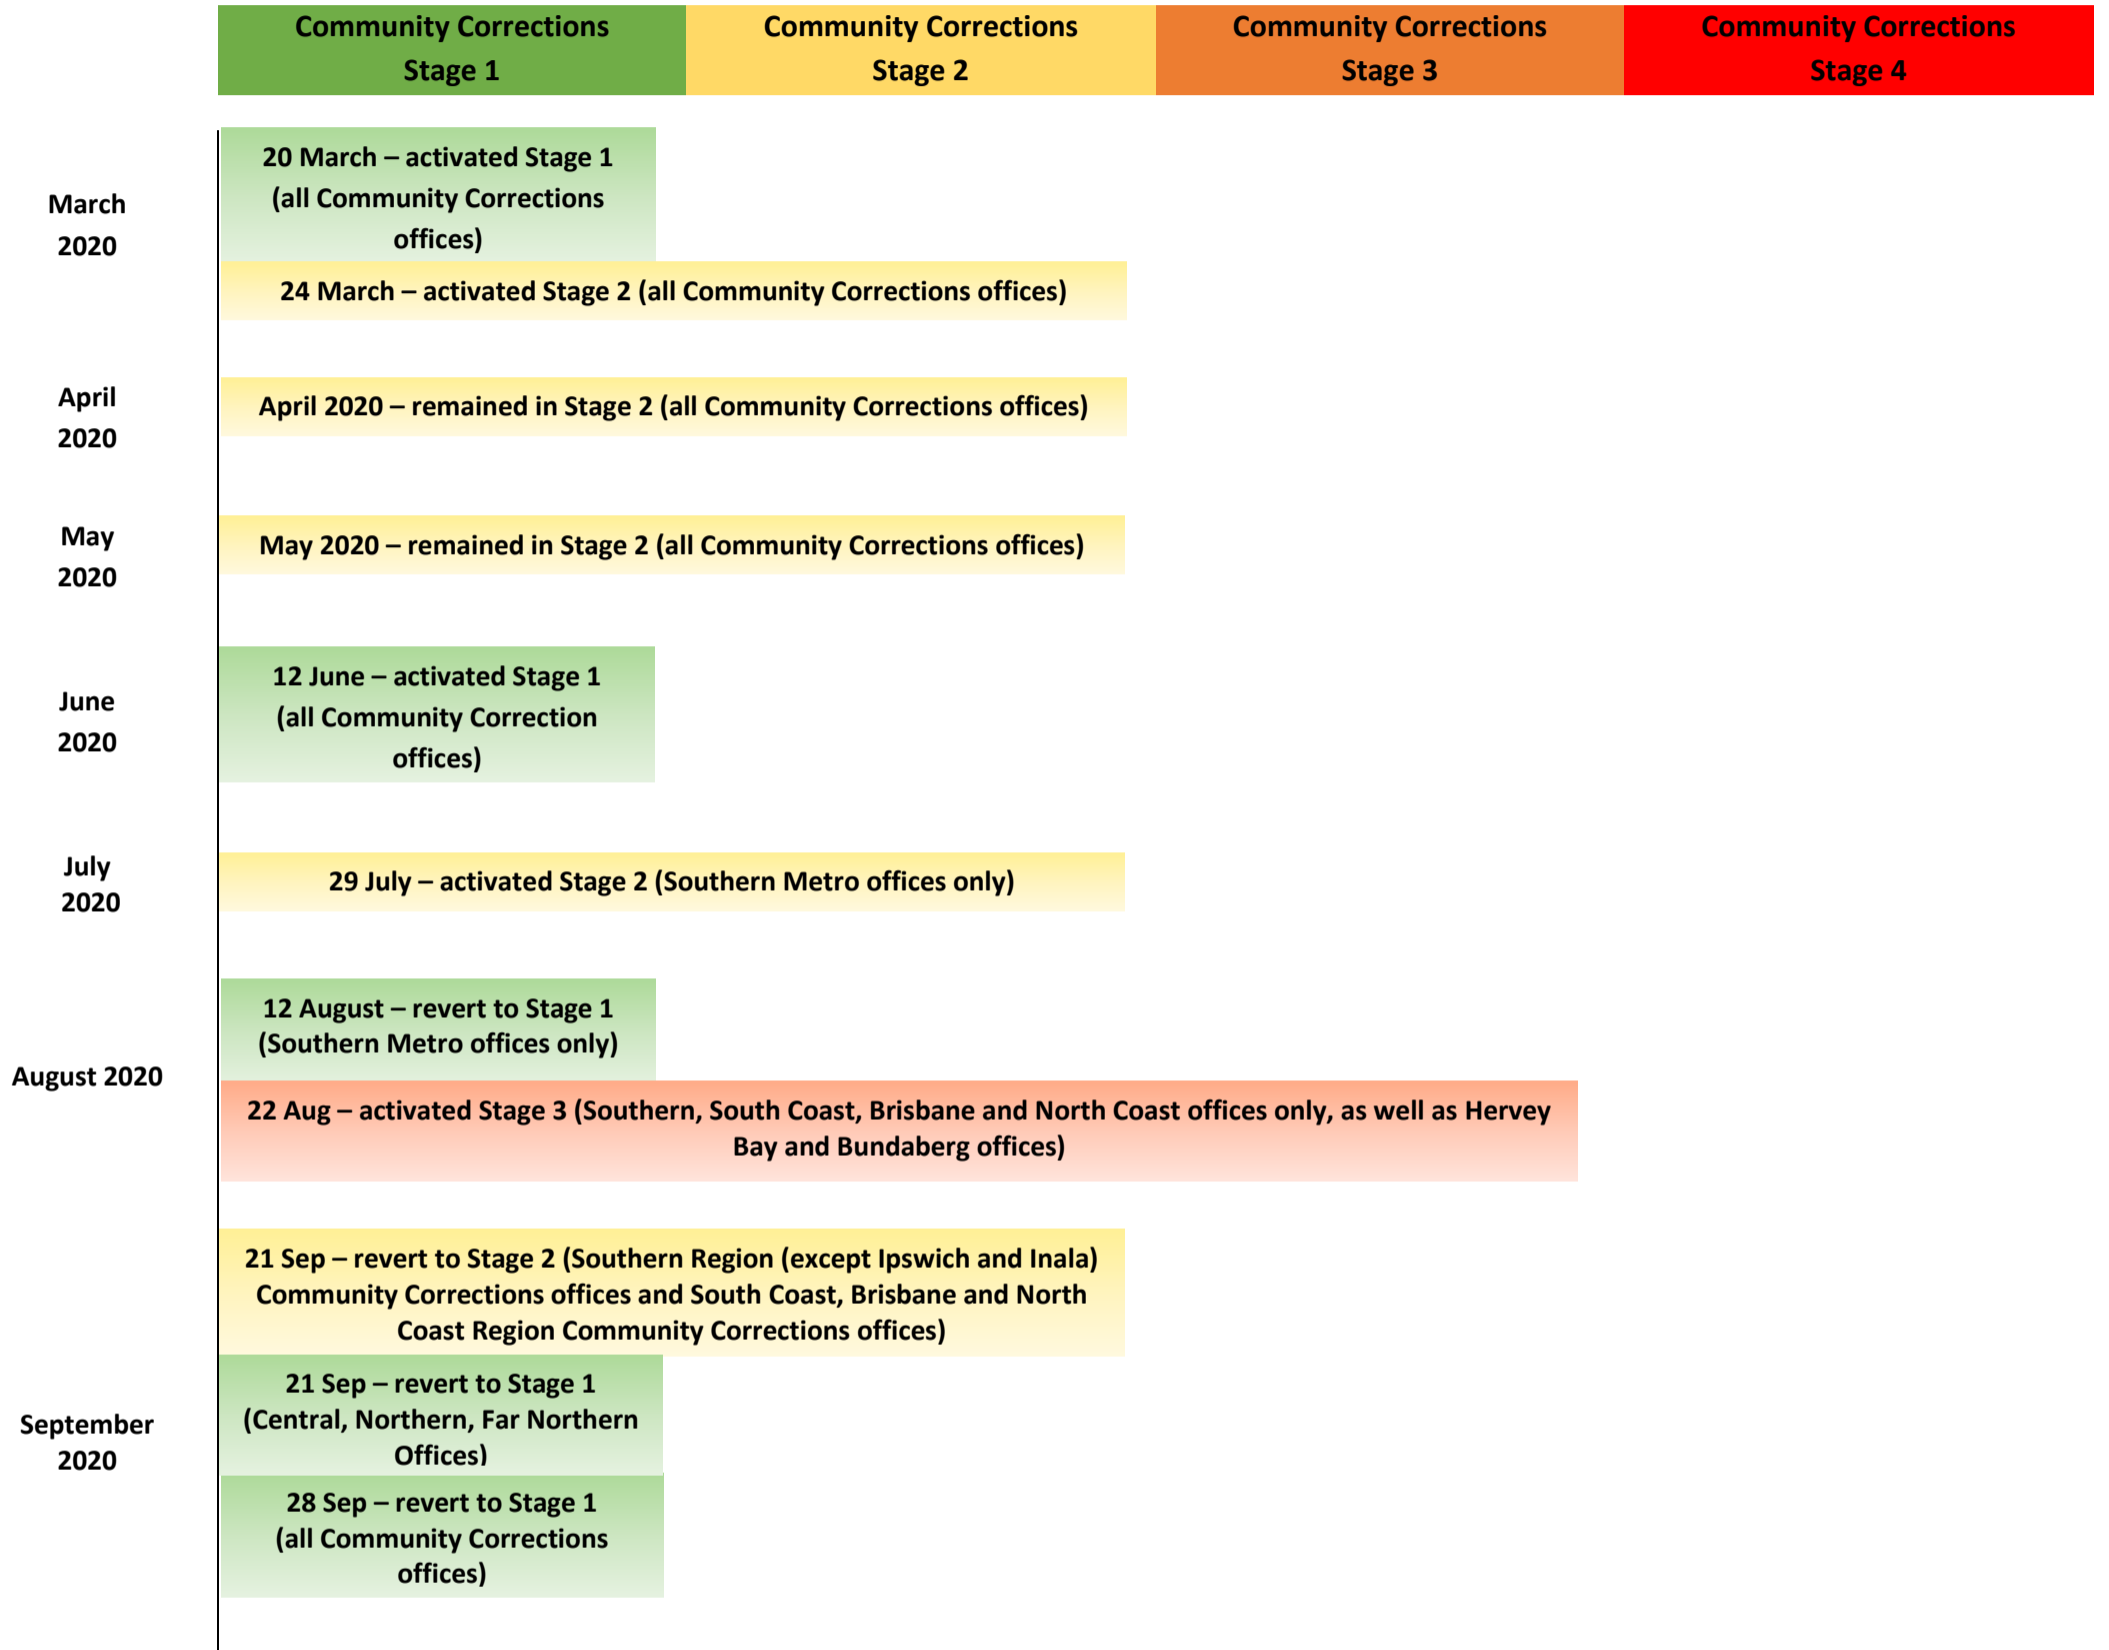 Community Corrections
Stage 1
Community Corrections
Stage 2
Community Corrections
Stage 3
Community Corrections
Stage 4
March
2020
20 March – activated Stage 1
(all Community Corrections
offices)
24 March – activated Stage 2 (all Community Corrections offices)
April
2020
April 2020 – remained in Stage 2 (all Community Corrections offices)
May
2020
May 2020 – remained in Stage 2 (all Community Corrections offices)
June
2020
12 June – activated Stage 1
(all Community Correction
offices)
July
2020
29 July – activated Stage 2 (Southern Metro offices only)
August 2020
12 August – revert to Stage 1
(Southern Metro offices only)
22 Aug – activated Stage 3 (Southern, South Coast, Brisbane and North Coast offices only, as well as Hervey
Bay and Bundaberg offices)
September
2020
21 Sep – revert to Stage 2 (Southern Region (except Ipswich and Inala)
Community Corrections offices and South Coast, Brisbane and North
Coast Region Community Corrections offices)
21 Sep – revert to Stage 1
(Central, Northern, Far Northern
Offices)
28 Sep – revert to Stage 1
(all Community Corrections
offices)